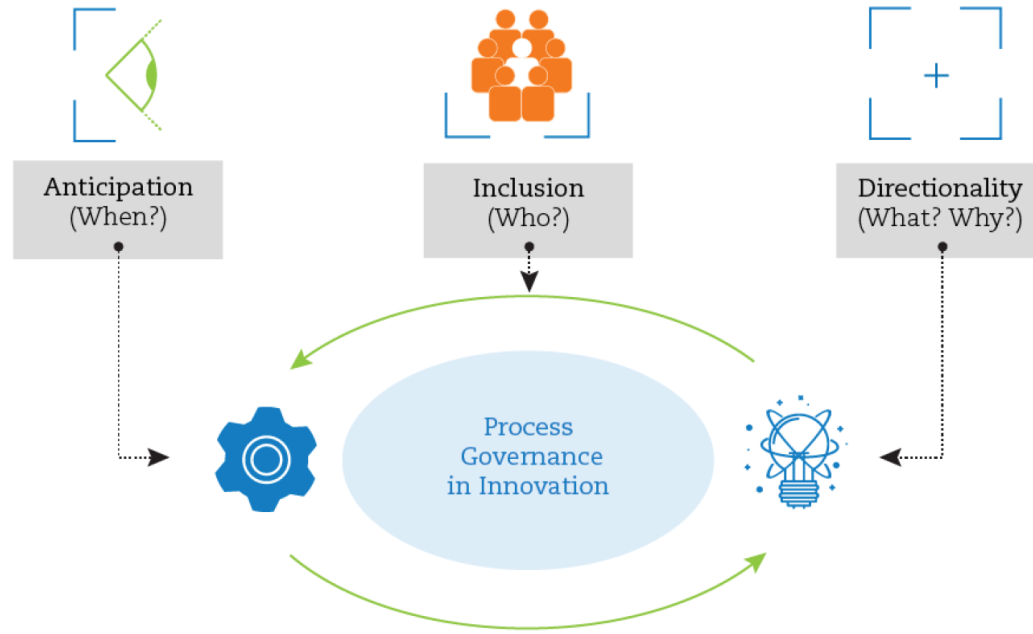 Anticipation
(When?)
Inclusion
(Who?)
Directionality
(What? Why?)
Process
Governance
in Innovation